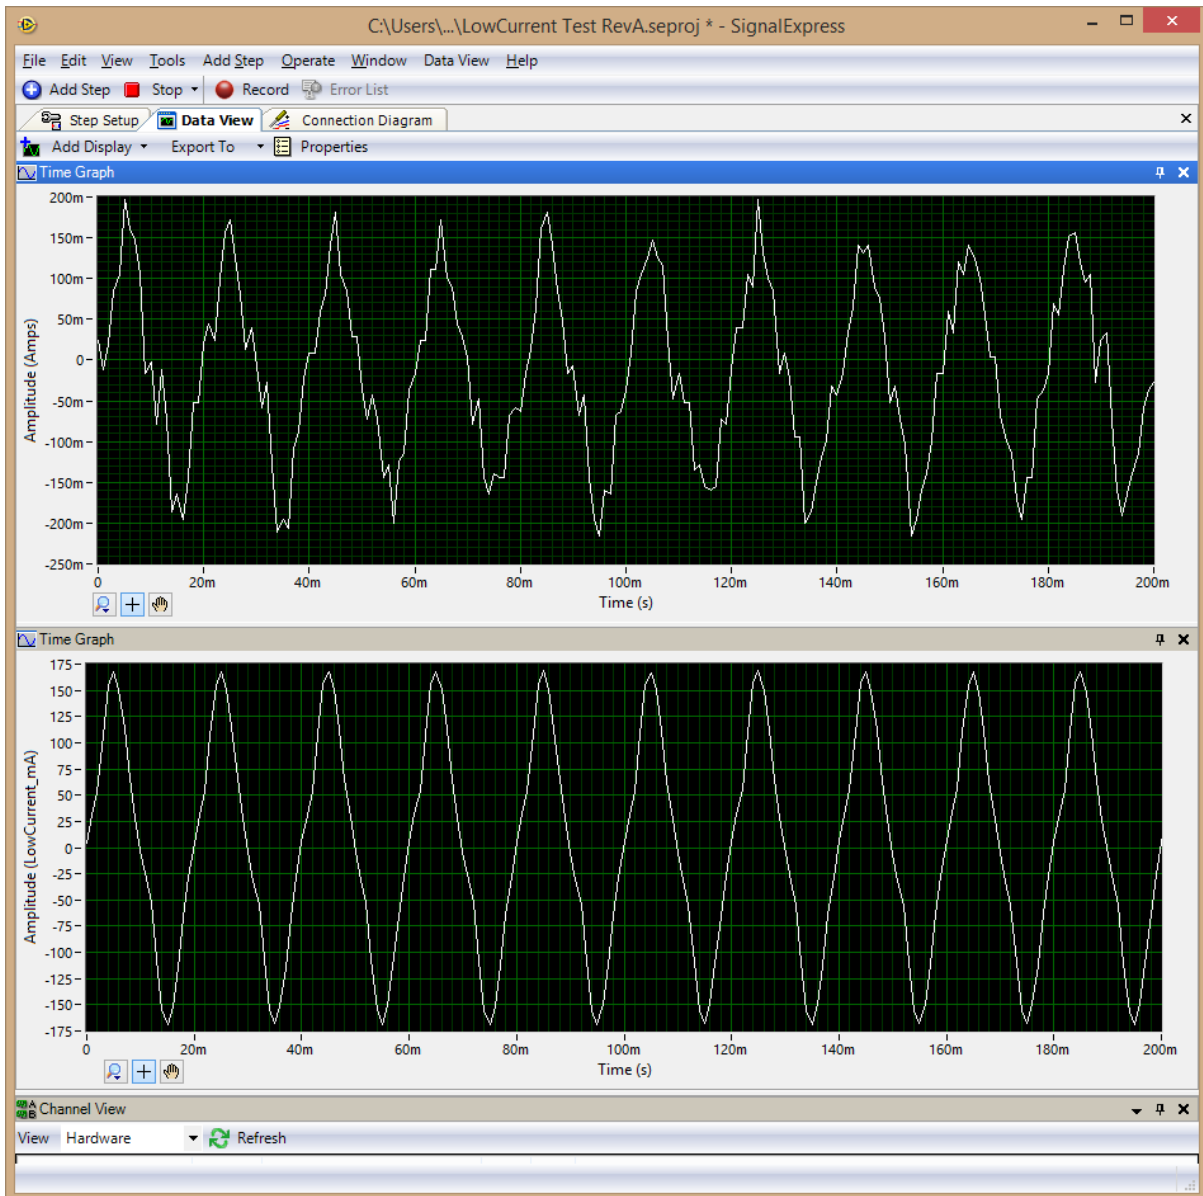 C:\Users\...\LowCurrent Test RevA.seproj * - SignalExpress
File Edit View Tools Add Step Operate Window Data View Help
Add Step Stop Record Error List
Step Setup Data View Connection Diagram
Add Display Export To Properties
Time Graph
200m
150m
100m
50m
0
-50m
-100m
-150m
-200m
-250m
Amplitude (Amps)
0 20m 40m 60m 80m 100m 120m 140m 160m 180m 200m
Time (s)
Time Graph
175
150
125
100
75
50
25
0
-25
-50
-75
-100
-125
-150
-175
Amplitude (LowCurrent_mA)
0 20m 40m 60m 80m 100m 120m 140m 160m 180m 200m
Time (s)
A
B
Channel View
View Hardware Refresh